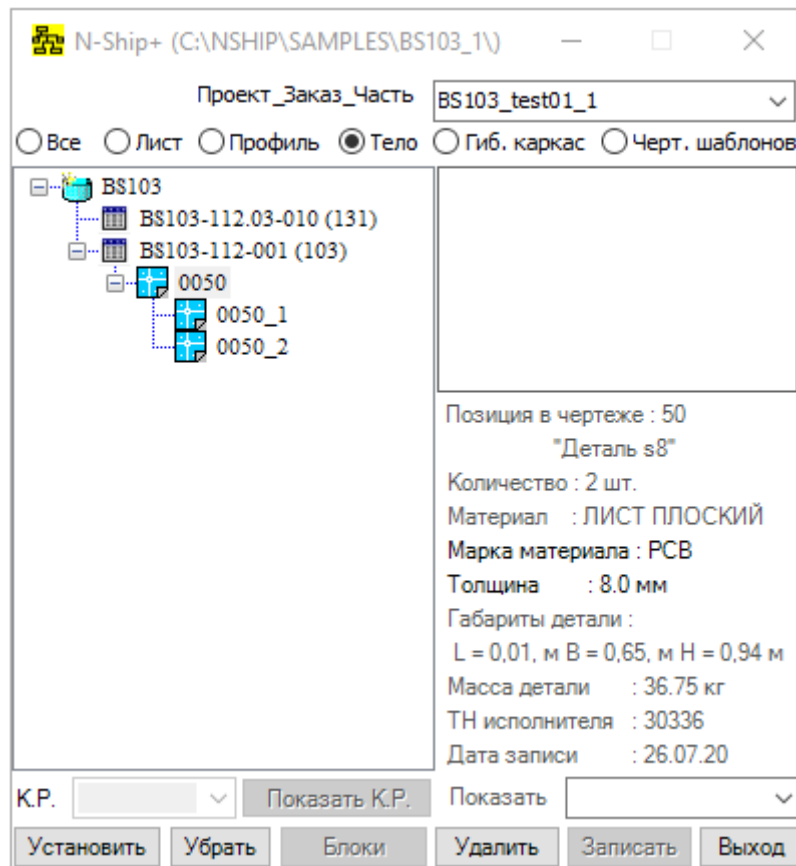 N-Ship+ (C:\NSHIP\SAMPLES\BS103_1\)
Проект_Заказ_Часть BS103_test01_1
Все Лист Профиль Тело Гиб. каркас Черт. шаблонов
BS103
BS103-112.03-010 (131)
BS103-112-001 (103)
0050
0050_1
0050_2
Позиция в чертеже : 50
"Деталь s8"
Количество : 2 шт.
Материал : ЛИСТ ПЛОСКИЙ
Марка материала : РСВ
Толщина : 8.0 мм
Габариты детали :
L = 0,01, м B = 0,65, м H = 0,94 м
Масса детали : 36.75 кг
ТН исполнителя : 30336
Дата записи : 26.07.20
К.Р. Показать К.Р. Показать
Установить Убрать Блоки Удалить Записать Выход